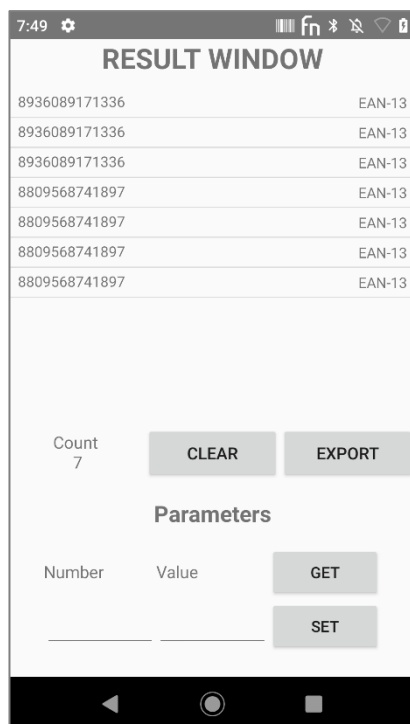 7:49 fn
RESULT WINDOW
8936089171336 EAN-13
8936089171336 EAN-13
8936089171336 EAN-13
8809568741897 EAN-13
8809568741897 EAN-13
8809568741897 EAN-13
8809568741897 EAN-13
Count
7
CLEAR EXPORT
Parameters
Number Value GET
SET